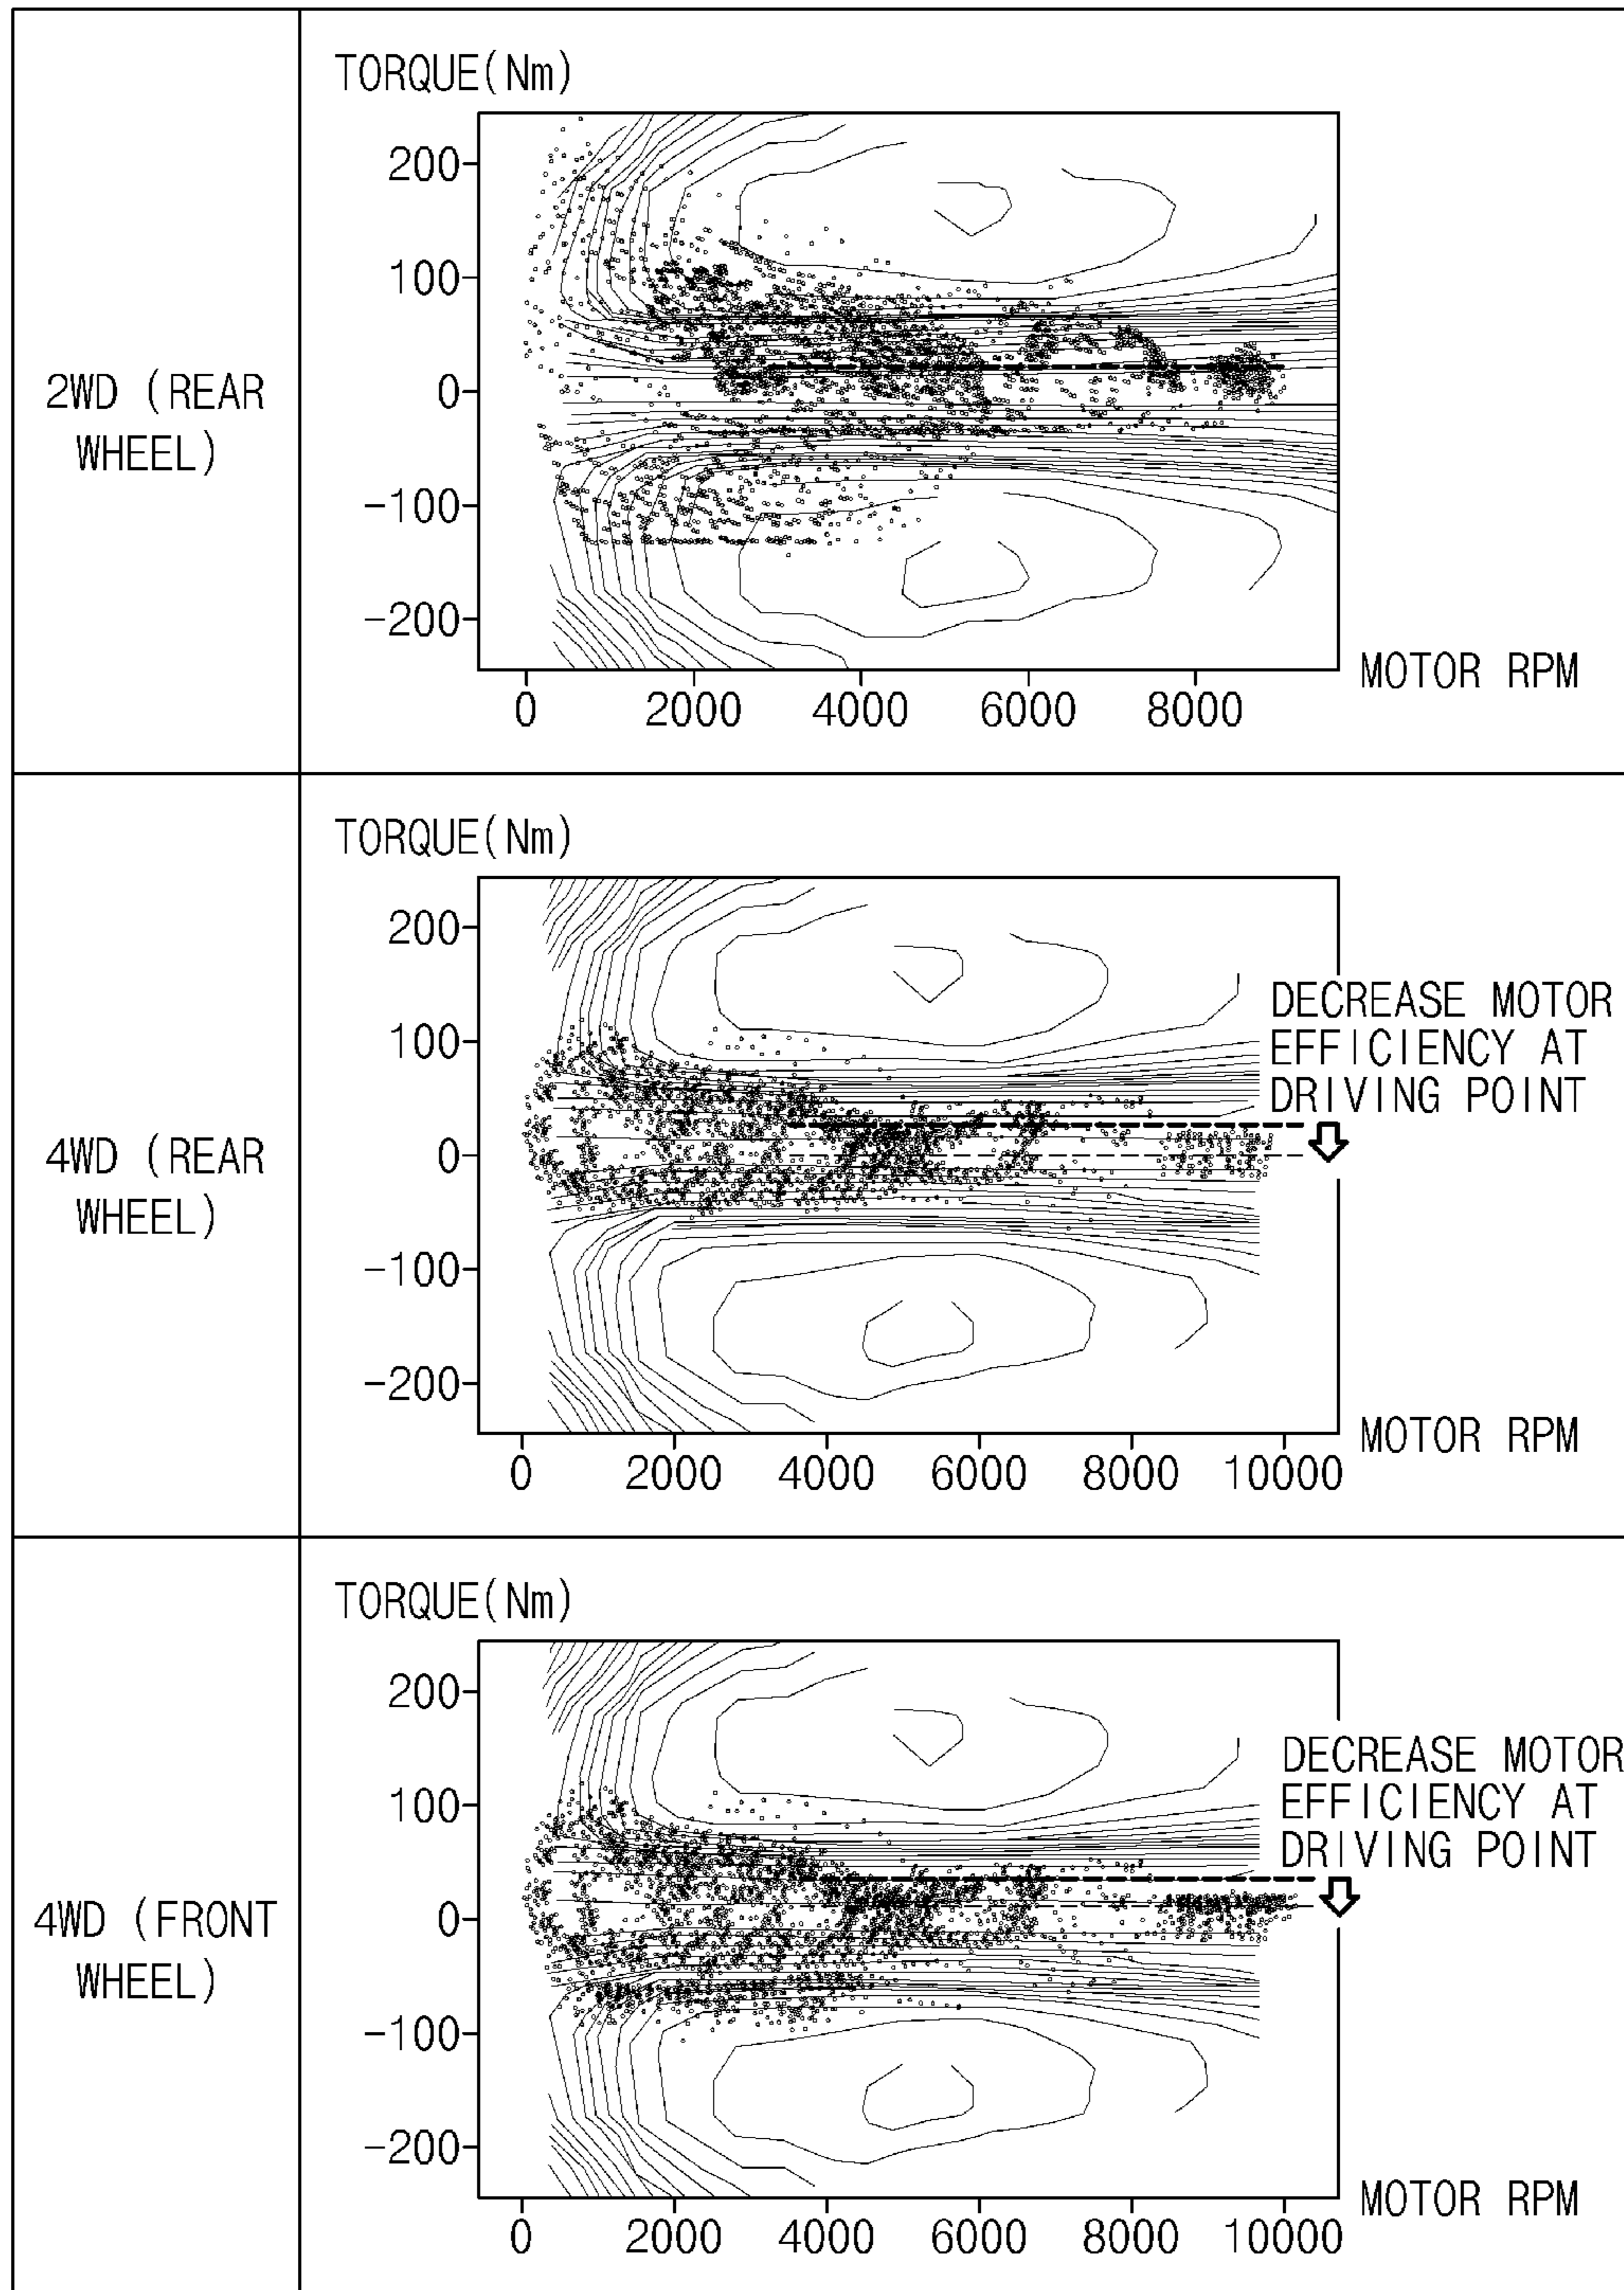 TORQUE(Nm)
200
100
0
-100
-200
0 2000 4000 6000 8000
MOTOR RPM
2WD (REAR
WHEEL)
TORQUE(Nm)
200
100
0
-100
-200
0 2000 4000 6000 8000 10000
MOTOR RPM
DECREASE MOTOR
EFFICIENCY AT
DRIVING POINT
4WD (REAR
WHEEL)
TORQUE(Nm)
200
100
0
-100
-200
0 2000 4000 6000 8000 10000
MOTOR RPM
DECREASE MOTOR
EFFICIENCY AT
DRIVING POINT
4WD (FRONT
WHEEL)